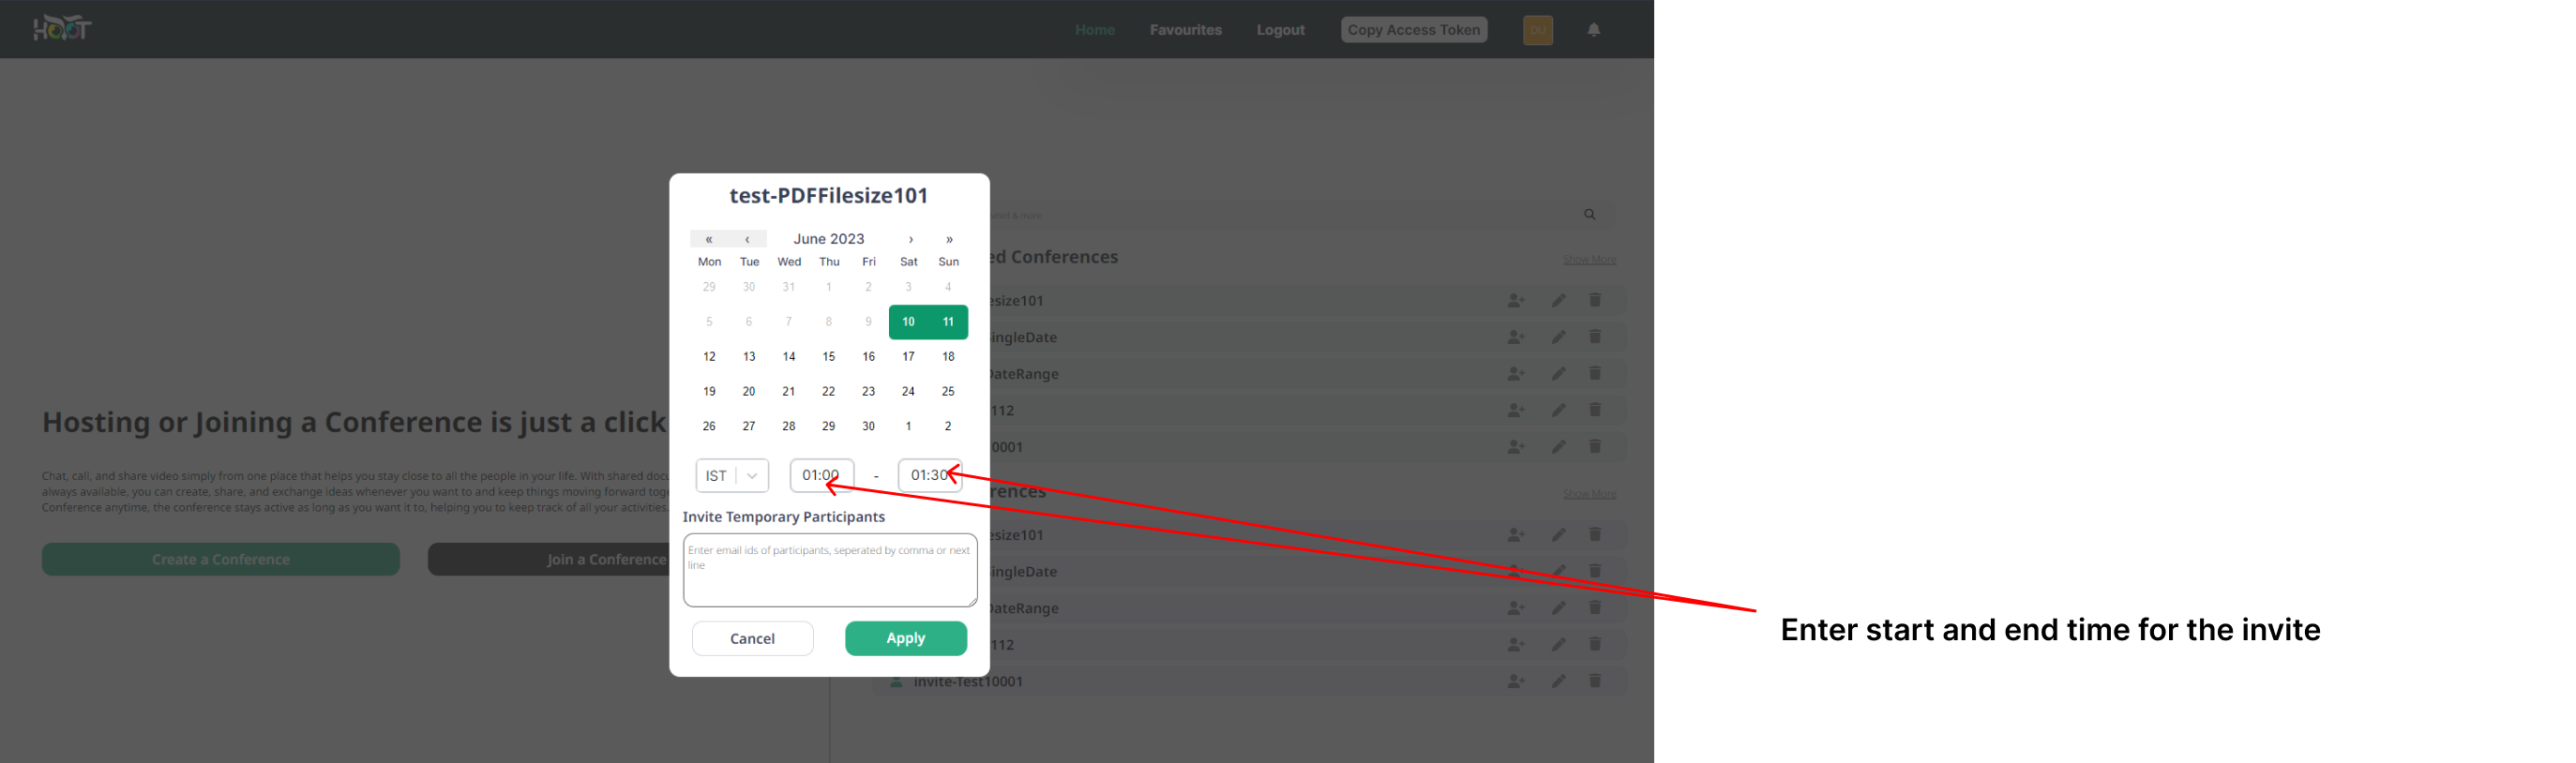 HOOT
Home Favourites Logout Copy Access Token DU
test-PDFFilesize101
« ‹ June 2023 › »
Mon Tue Wed Thu Fri Sat Sun
29 30 31 1 2 3 4
5 6 7 8 9 10 11
12 13 14 15 16 17 18
19 20 21 22 23 24 25
26 27 28 29 30 1 2
IST 01:00 - 01:30
Invite Temporary Participants
Enter email ids of participants, seperated by comma or next
line
Cancel Apply
Hosting or Joining a Conference is just a click
Chat, call, and share video simply from one place that helps you stay close to all the people in your life. With shared
always available, you can create, share, and exchange ideas whenever you want to and keep things moving forward
Conference anytime, the conference stays active as long as you want it to, helping you to keep track of all your activities.
Create a Conference Join a Conference
& more
ed Conferences Show More
esize101
SingleDate
DateRange
112
0001
rences Show More
esize101
SingleDate
DateRange
112
invite-Test10001
Enter start and end time for the invite